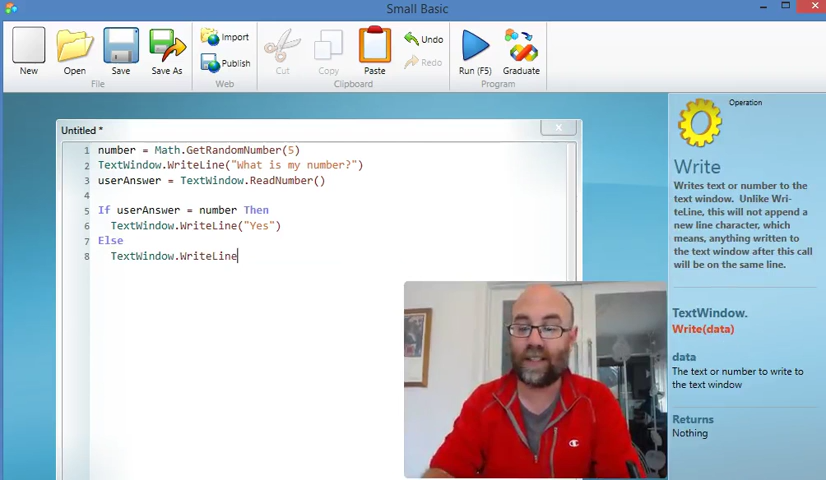 Small Basic
New
Open
Save
Save As
Import
Publish
Cut
Copy
Paste
Undo
Redo
Run (F5)
Graduate
File
Web
Clipboard
Program
Untitled *
1 number = Math.GetRandomNumber(5)
2 TextWindow.WriteLine("What is my number?")
3 userAnswer = TextWindow.ReadNumber()
4
5 If userAnswer = number Then
6 TextWindow.WriteLine("Yes")
7 Else
8 TextWindow.WriteLine
Operation
Write
Writes text or number to the
text window. Unlike Wri-
teLine, this will not append a
new line character, which
means, anything written to
the text window after this call
will be on the same line.
TextWindow.
Write(data)
data
The text or number to write to
the text window
Returns
Nothing